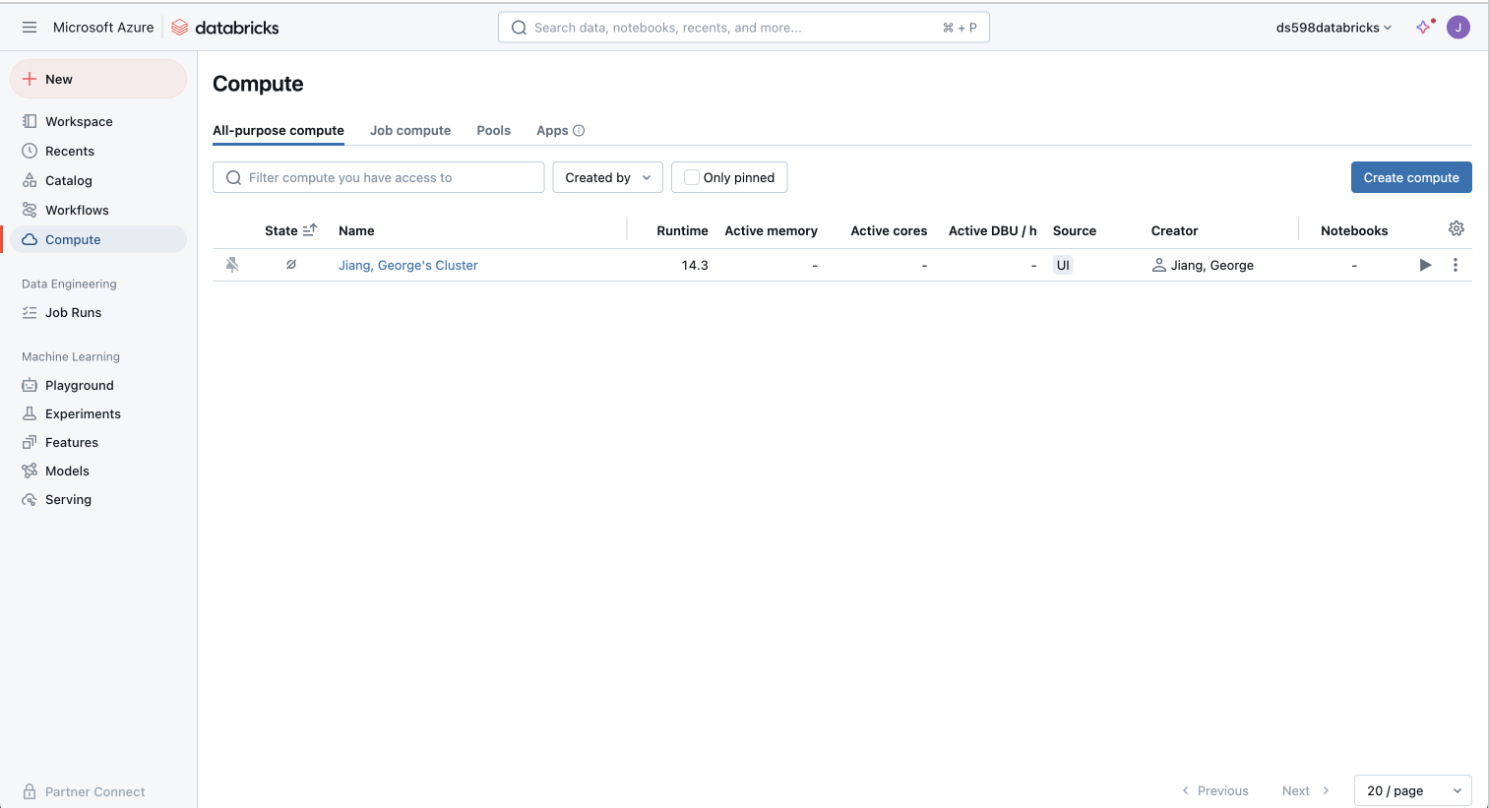 Microsoft Azure databricks
Search data, notebooks, recents, and more... ⌘ + P
ds598databricks
J
New
Workspace
Recents
Catalog
Workflows
Compute
Data Engineering
Job Runs
Machine Learning
Playground
Experiments
Features
Models
Serving
Partner Connect
Compute
All-purpose compute Job compute Pools Apps
Filter compute you have access to Created by Only pinned Create compute
State Name Runtime Active memory Active cores Active DBU / h Source Creator Notebooks
Jiang, George's Cluster 14.3 - - - UI Jiang, George -
Previous Next 20 / page